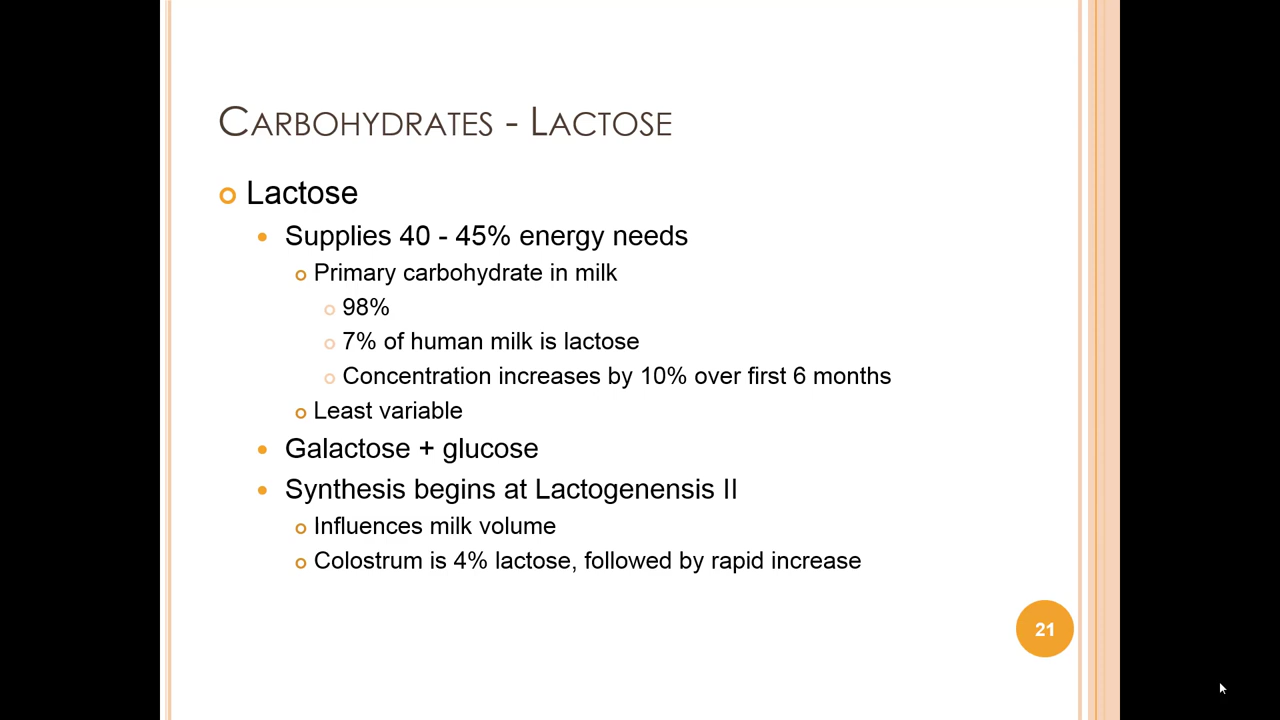 CARBOHYDRATES - LACTOSE
Lactose
Supplies 40 - 45% energy needs
Primary carbohydrate in milk
98%
7% of human milk is lactose
Concentration increases by 10% over first 6 months
Least variable
Galactose + glucose
Synthesis begins at Lactogenensis II
Influences milk volume
Colostrum is 4% lactose, followed by rapid increase
21